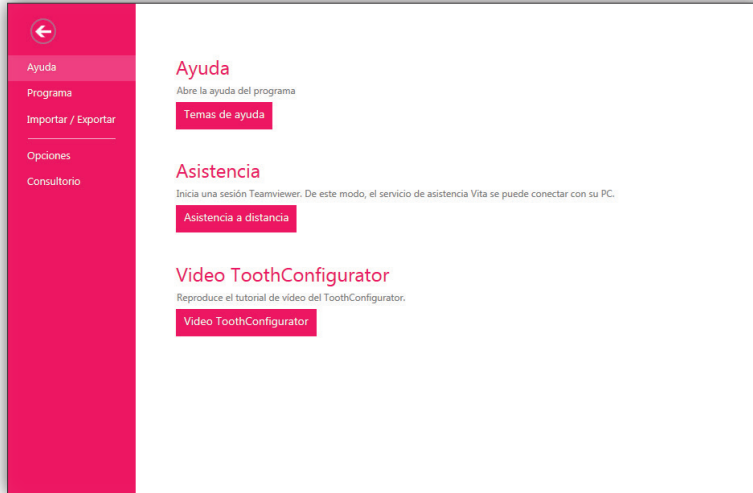 Ayuda
Programa
Importar / Exportar
Opciones
Consultorio
Ayuda
Abre la ayuda del programa
Temas de ayuda
Asistencia
Inicia una sesión Teamviewer. De este modo, el servicio de asistencia Vita se puede conectar con su PC.
Asistencia a distancia
Video ToothConfigurator
Reproduce el tutorial de vídeo del ToothConfigurator.
Video ToothConfigurator